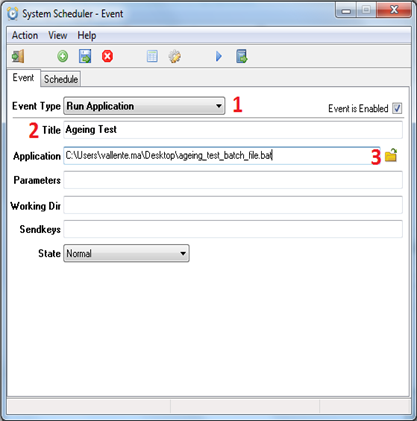 System Scheduler - Event
Action View Help
Event Schedule
Event Type Run Application 1 Event is Enabled
2 Title Ageing Test
Application C:\Users\vallente.ma\Desktop\ageing_test_batch_file.bat 3
Parameters
Working Dir
Sendkeys
State Normal